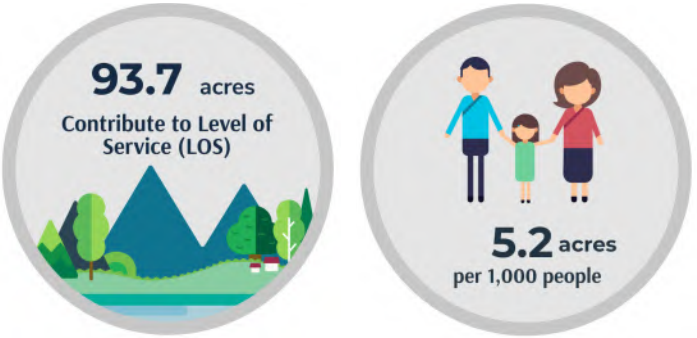 93.7 acres
Contribute to Level of
Service (LOS)
5.2 acres
per 1,000 people